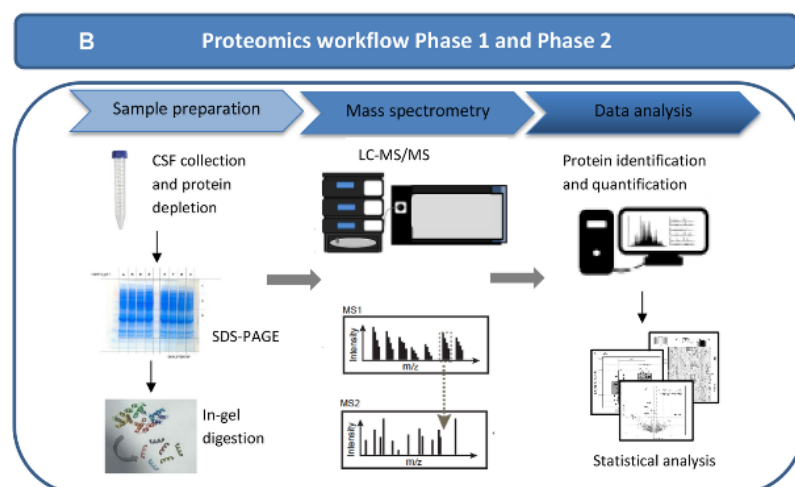 B Proteomics workflow Phase 1 and Phase 2
Sample preparation
Mass spectrometry
Data analysis
CSF collection
and protein
depletion
SDS-PAGE
In-gel
digestion
LC-MS/MS
MS1
Intensity
m/z
MS2
Intensity
m/z
Protein identification
and quantification
Statistical analysis